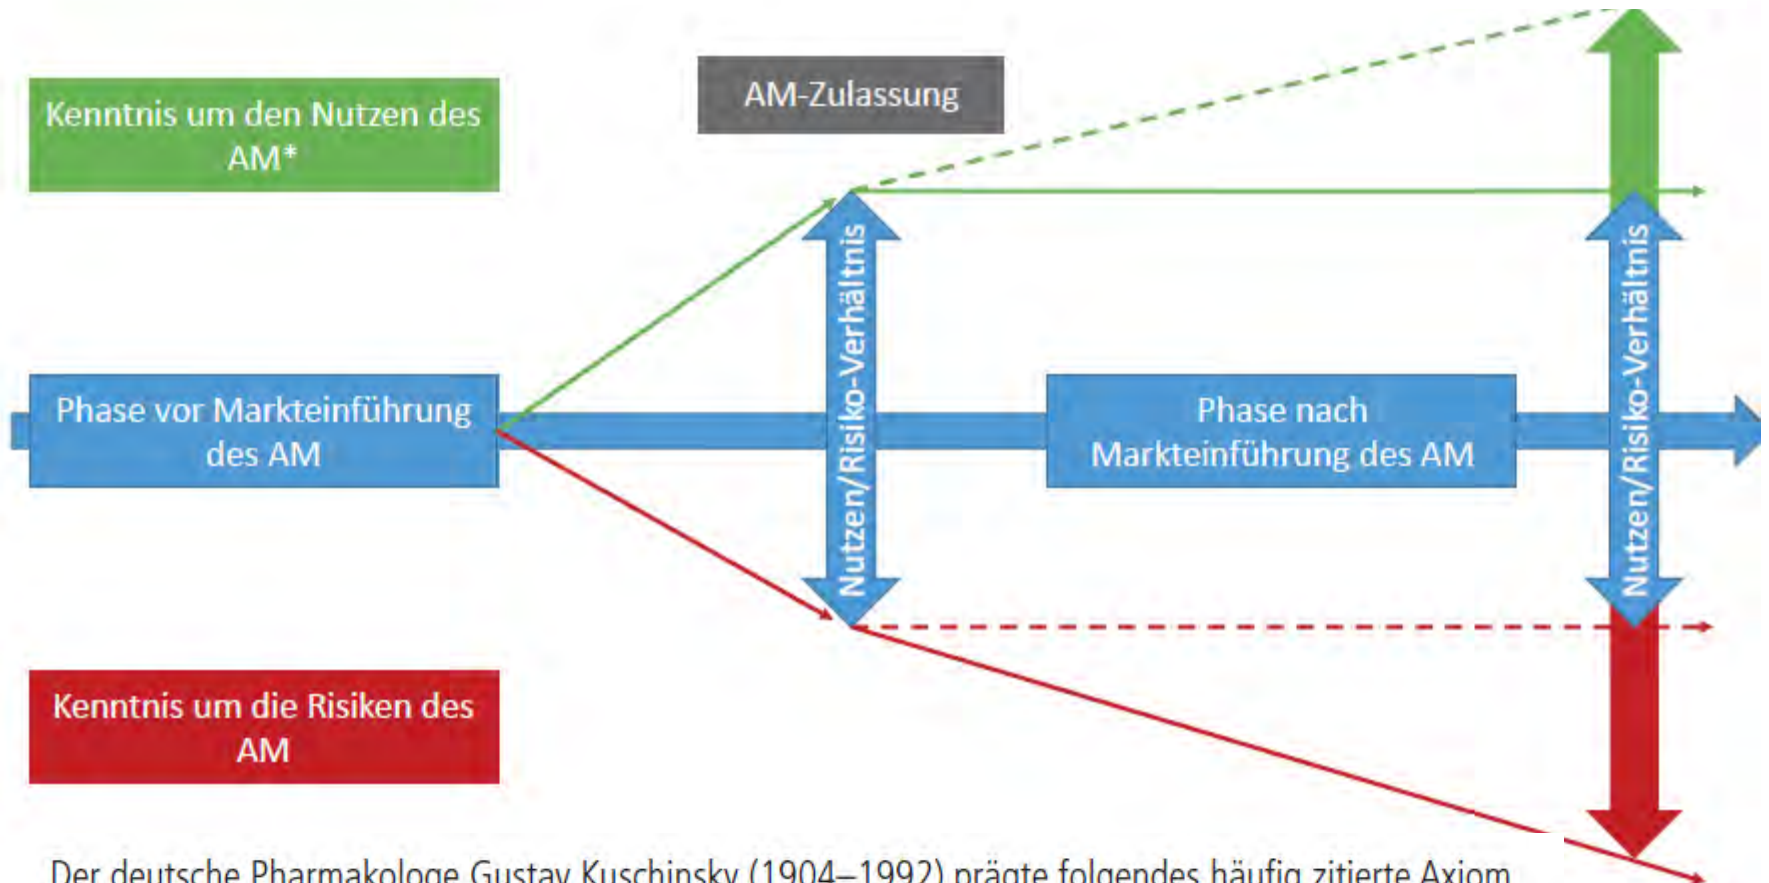 Kenntnis um den Nutzen des
AM*
AM-Zulassung
Phase vor Markteinführung
des AM
Nutzen/Risiko-Verhältnis
Phase nach
Markteinführung des AM
Nutzen/Risiko-Verhältnis
Kenntnis um die Risiken des
AM
Der deutsche Pharmakologe Gustav Kuschinsky (1904–1992) prägte folgendes häufig zitierte Axiom